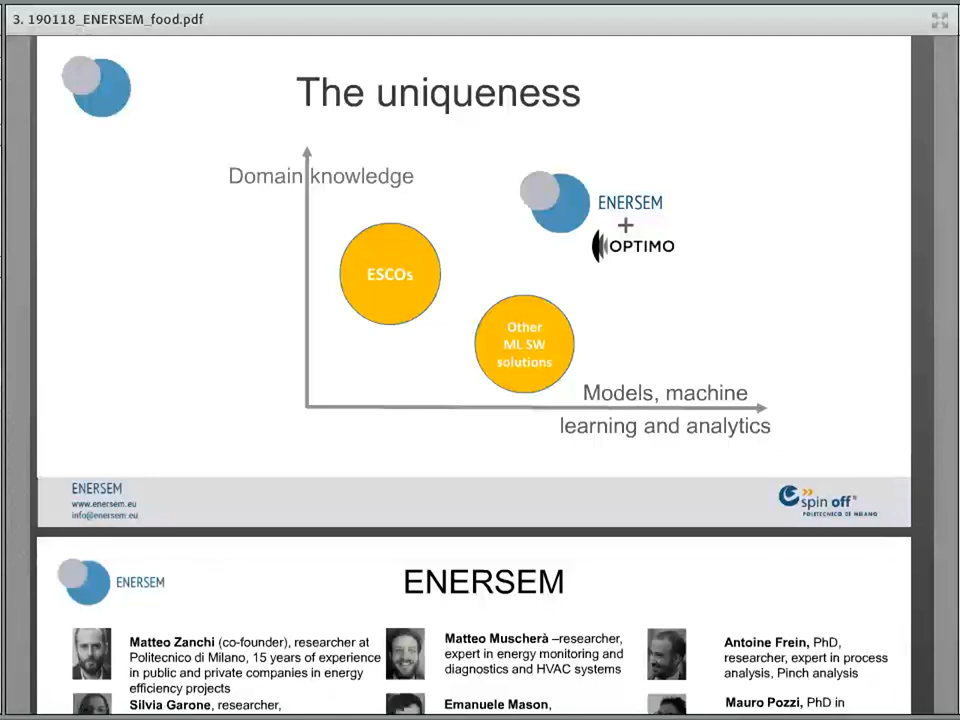 3. 190118_ENERSEM_food.pdf
The uniqueness
Domain knowledge
ENERSEM
+
OPTIMO
ESCOs
Other
ML SW
solutions
Models, machine
learning and analytics
ENERSEM
www.enersem.eu
info@enersem.eu
spin off
POLITECNICO DI MILANO
ENERSEM
ENERSEM
Matteo Zanchi (co-founder), researcher at
Politecnico di Milano, 15 years of experience
in public and private companies in energy
efficiency projects
Silvia Garone, researcher,
Matteo Muscherà –researcher,
expert in energy monitoring and
diagnostics and HVAC systems
Emanuele Mason,
Antoine Frein, PhD,
researcher, expert in process
analysis, Pinch analysis
Mauro Pozzi, PhD in